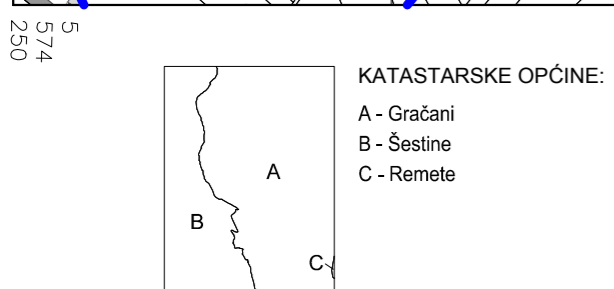 5
574
250
KATASTARSKE OPĆINE:
A - Gračani
B - Šestine
C - Remete
A
B
C